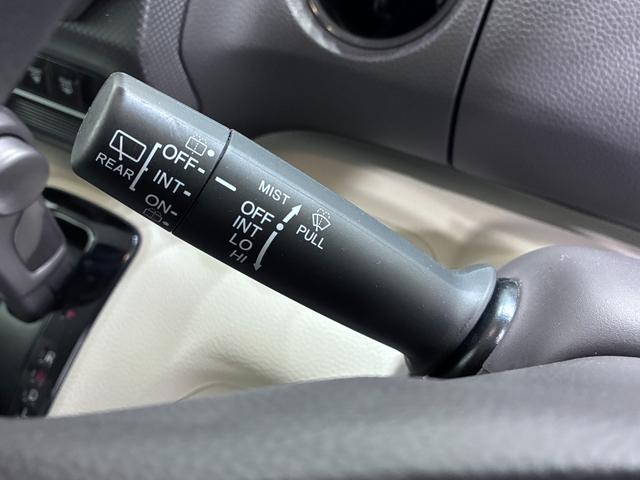 REAR
OFF
INT
ON
MIST
OFF
INT
LO
HI
PULL